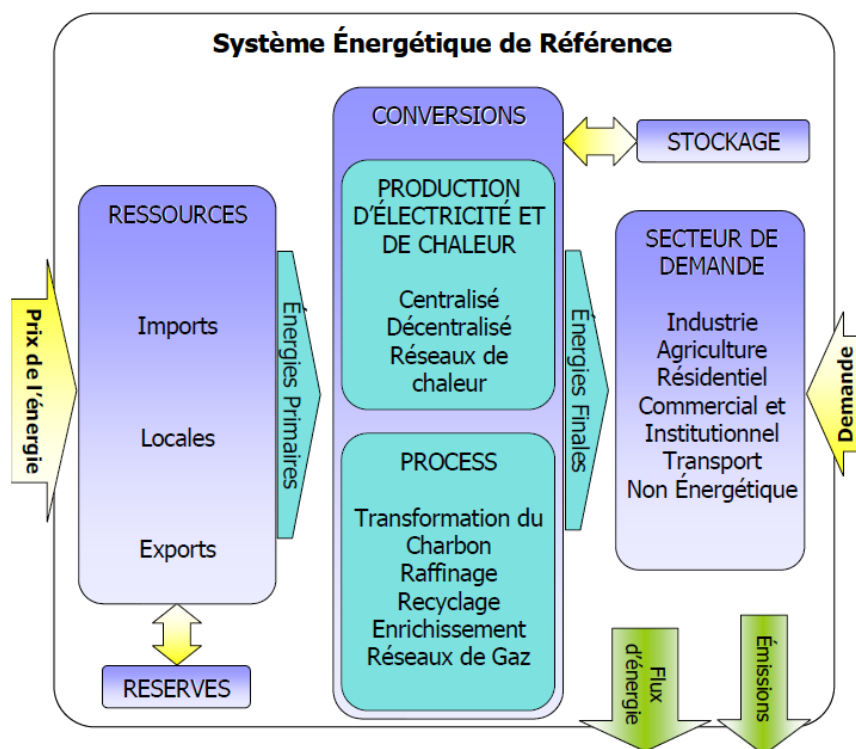 Système Énergétique de Référence
Prix de l'énergie
RESSOURCES
Imports
Locales
Exports
RESERVES
Énergies Primaires
CONVERSIONS
PRODUCTION
D'ÉLECTRICITÉ ET
DE CHALEUR
Centralisé
Décentralisé
Réseaux de
chaleur
PROCESS
Transformation du
Charbon
Raffinage
Recyclage
Enrichissement
Réseaux de Gaz
Énergies Finales
STOCKAGE
SECTEUR DE
DEMANDE
Industrie
Agriculture
Résidentiel
Commercial et
Institutionnel
Transport
Non Énergétique
Demande
Flux
d'énergie
Émissions